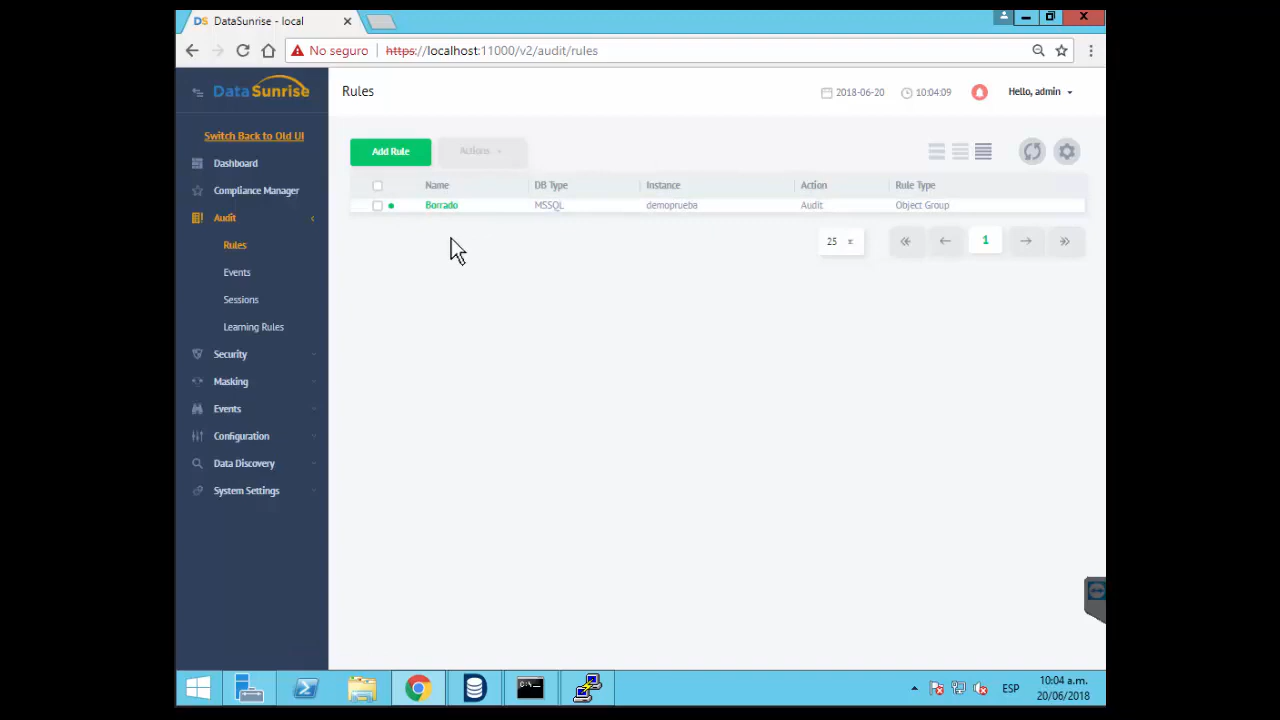 DS DataSunrise - local
No seguro https://localhost:11000/v2/audit/rules
DataSunrise
Rules
2018-06-20
10:04:09
Hello, admin
Switch Back to Old UI
Dashboard
Compliance Manager
Audit
Rules
Events
Sessions
Learning Rules
Security
Masking
Events
Configuration
Data Discovery
System Settings
Add Rule
Actions
Name DB Type Instance Action Rule Type
Borrado MSSQL demoprueba Audit Object Group
25
1
C:\.
ESP
10:04 a.m.
20/06/2018